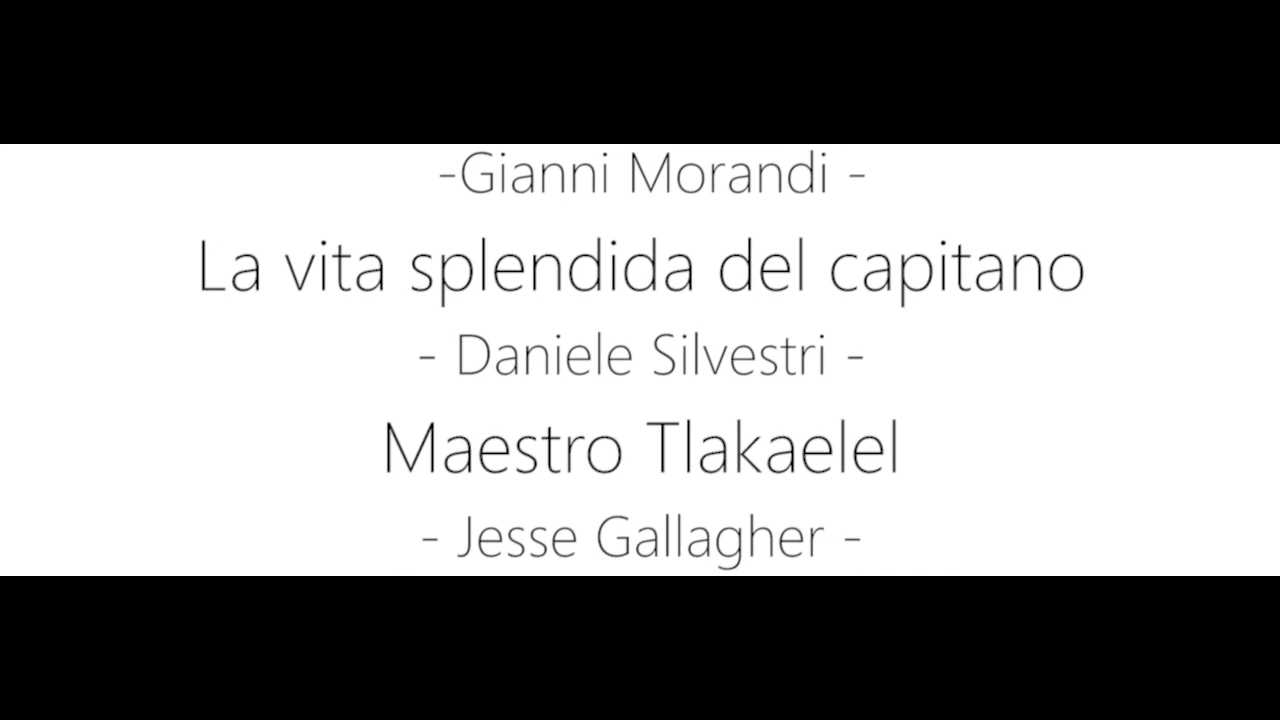 -Gianni Morandi -
La vita splendida del capitano
- Daniele Silvestri -
Maestro Tlakaelel
- Jesse Gallagher -